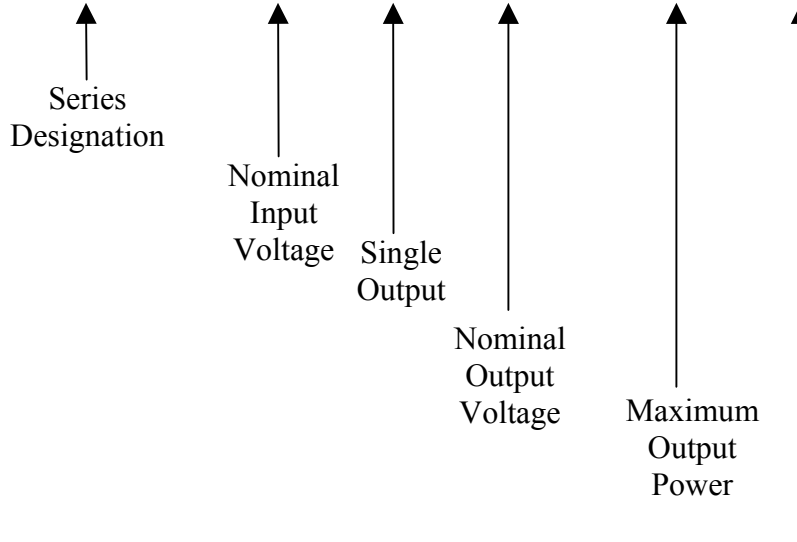 Series
Designation
Nominal
Input
Voltage
Single
Output
Nominal
Output
Voltage
Maximum
Output
Power